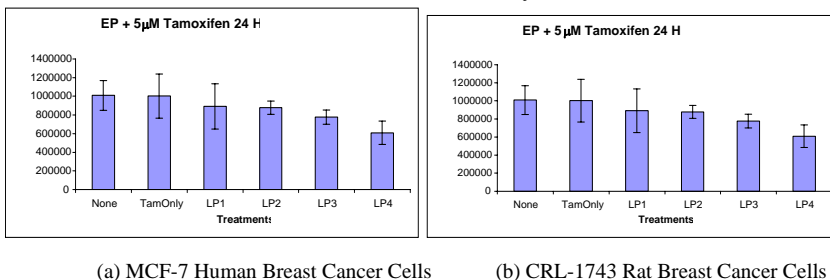 EP + 5µM Tamoxifen 24 H
1400000
1200000
1000000
800000
600000
400000
200000
0
None TamOnly LP1 LP2 LP3 LP4
Treatments
EP + 5µM Tamoxifen 24 H
1400000
1200000
1000000
800000
600000
400000
200000
0
None TamOnly LP1 LP2 LP3 LP4
Treatments
(a) MCF-7 Human Breast Cancer Cells
(b) CRL-1743 Rat Breast Cancer Cells